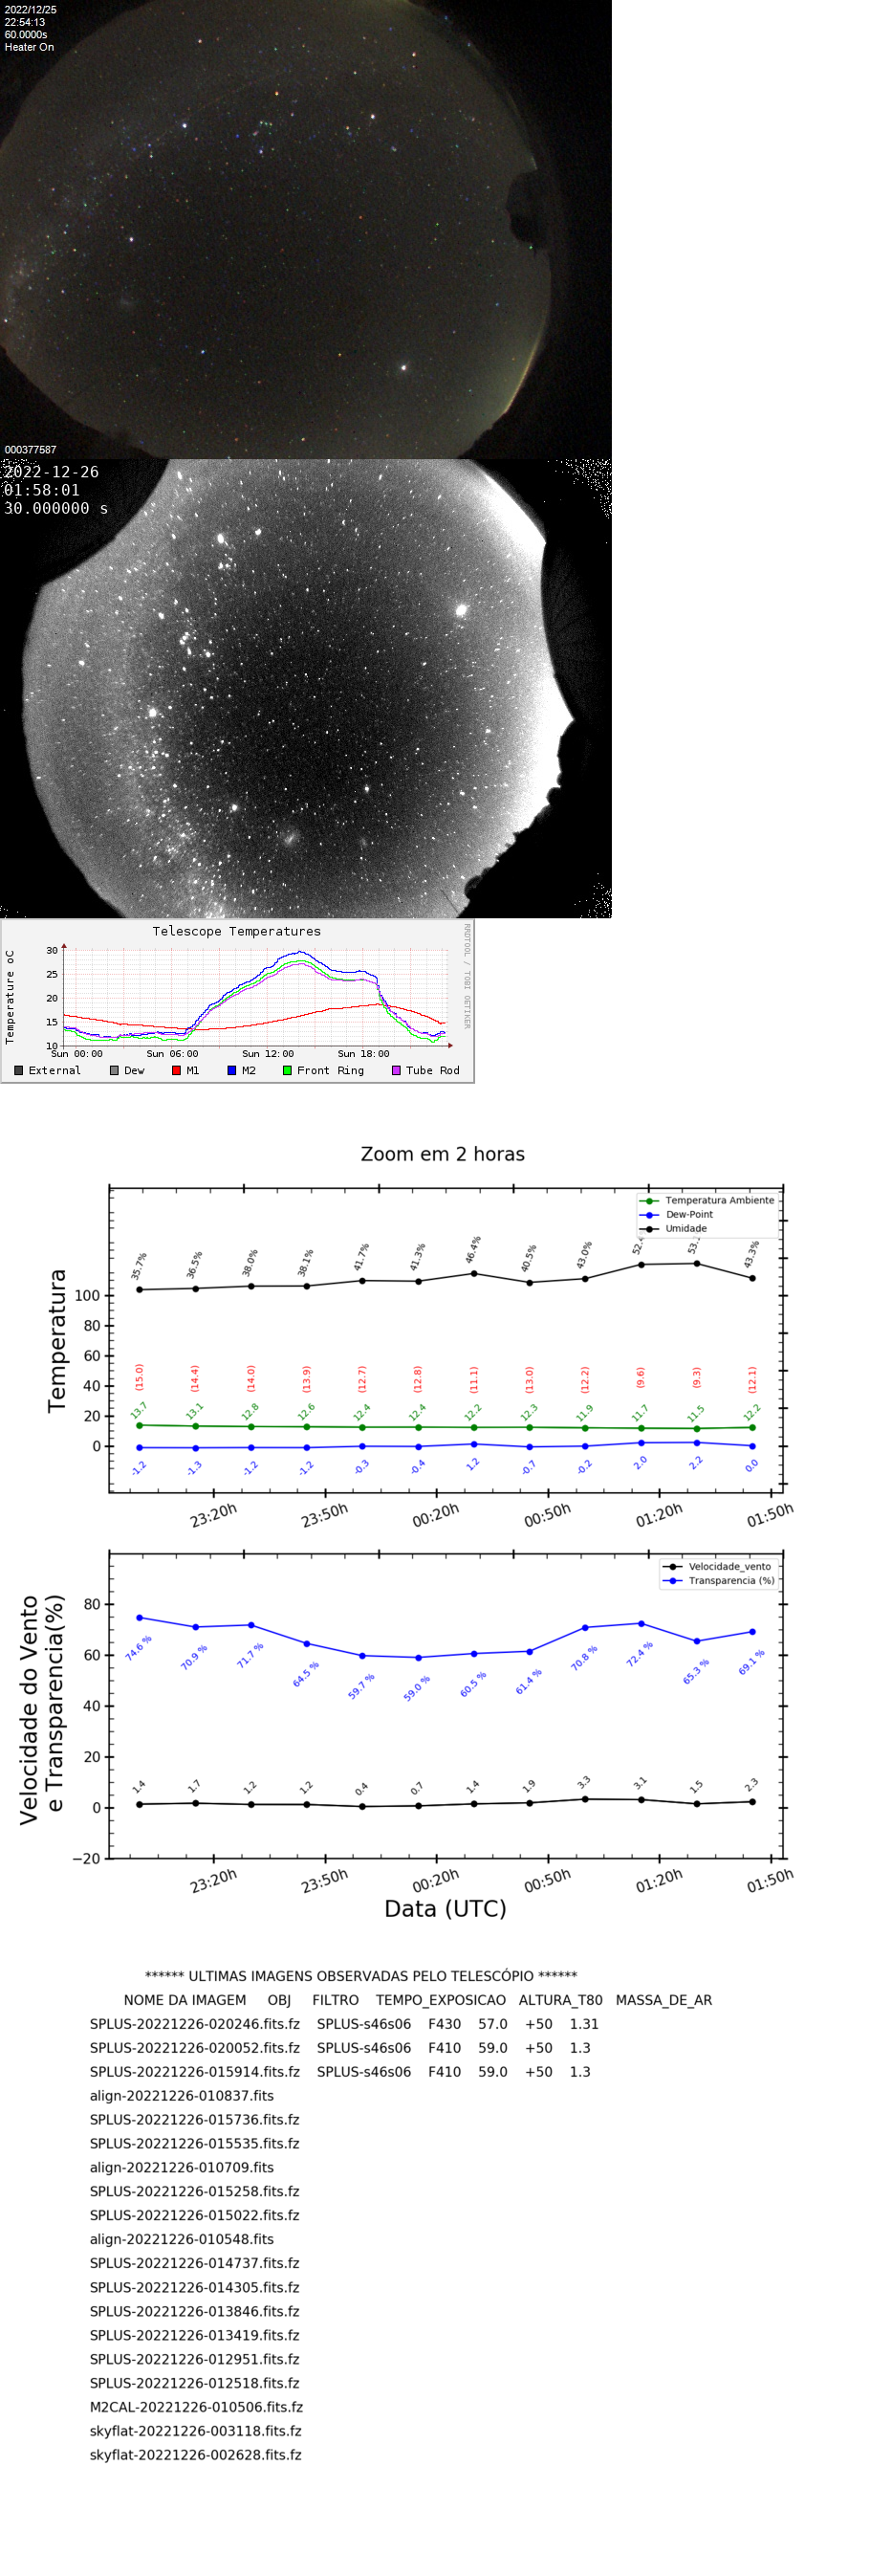 2022/12/25
22:54:13
60.0000s
Heater On
000377587
2022-12-26
01:58:01
30.000000 s
Telescope Temperatures
RRDTOOL / TOBI OETIKER
Temperature oC
30
25
20
15
10
Sun 00:00 Sun 06:00 Sun 12:00 Sun 18:00
External Dew M1 M2 Front Ring Tube Rod
Zoom em 2 horas
Temperatura Ambiente
Dew-Point
Umidade
Temperatura
100
80
60
40
20
0
35.7% 36.5% 38.0% 38.1% 41.7% 41.3% 46.4% 40.5% 43.0% 43.3%
(15.0) (14.4) (14.0) (13.9) (12.7) (12.8) (11.1) (13.0) (12.2) (9.6) (9.3) (12.1)
13.7 13.1 12.8 12.6 12.4 12.4 12.2 12.3 11.9 11.7 11.5 12.2
-1.2 -1.3 -1.2 -1.2 -0.3 -0.4 1.2 -0.7 -0.2 2.0 2.2 0.0
23:20h 23:50h 00:20h 00:50h 01:20h 01:50h
Velocidade_vento
Transparencia (%)
Velocidade do Vento
e Transparencia(%)
80
60
40
20
0
−20
74.6 % 70.9 % 71.7 % 64.5 % 59.7 % 59.0 % 60.5 % 61.4 % 70.8 % 72.4 % 65.3 % 69.1 %
1.4 1.7 1.2 1.2 0.4 0.7 1.4 1.9 3.3 3.1 1.5 2.3
23:20h 23:50h 00:20h 00:50h 01:20h 01:50h
Data (UTC)
****** ULTIMAS IMAGENS OBSERVADAS PELO TELESCÓPIO ******
NOME DA IMAGEM OBJ FILTRO TEMPO_EXPOSICAO ALTURA_T80 MASSA_DE_AR
SPLUS-20221226-020246.fits.fz SPLUS-s46s06 F430 57.0 +50 1.31
SPLUS-20221226-020052.fits.fz SPLUS-s46s06 F410 59.0 +50 1.3
SPLUS-20221226-015914.fits.fz SPLUS-s46s06 F410 59.0 +50 1.3
align-20221226-010837.fits
SPLUS-20221226-015736.fits.fz
SPLUS-20221226-015535.fits.fz
align-20221226-010709.fits
SPLUS-20221226-015258.fits.fz
SPLUS-20221226-015022.fits.fz
align-20221226-010548.fits
SPLUS-20221226-014737.fits.fz
SPLUS-20221226-014305.fits.fz
SPLUS-20221226-013846.fits.fz
SPLUS-20221226-013419.fits.fz
SPLUS-20221226-012951.fits.fz
SPLUS-20221226-012518.fits.fz
M2CAL-20221226-010506.fits.fz
skyflat-20221226-003118.fits.fz
skyflat-20221226-002628.fits.fz